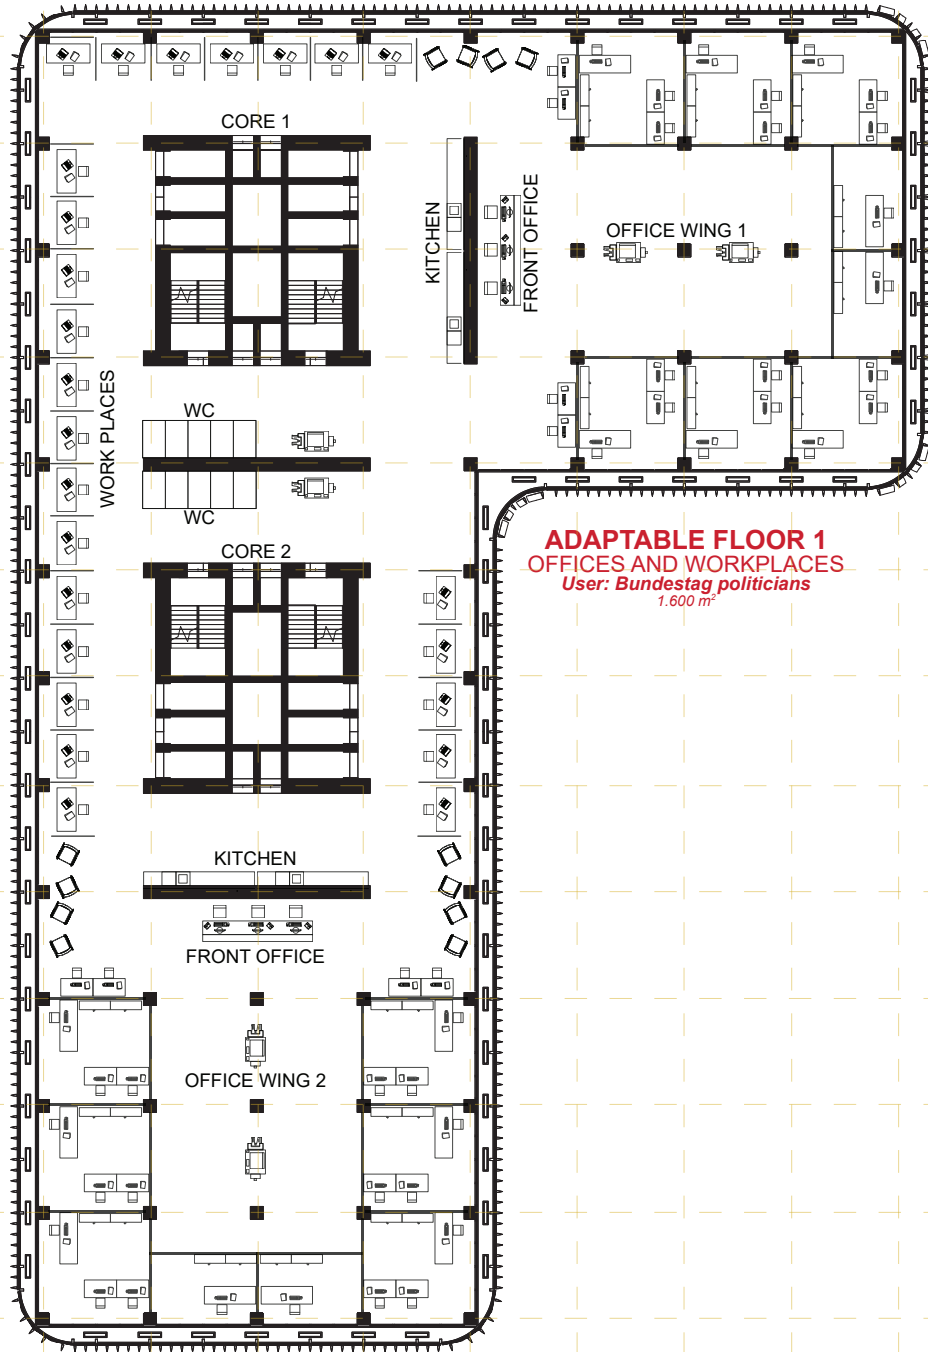 CORE 1
KITCHEN
FRONT OFFICE
OFFICE WING 1
WORK PLACES
WC
WC
CORE 2
ADAPTABLE FLOOR 1
OFFICES AND WORKPLACES
User: Bundestag politicians
1.600 m²
KITCHEN
FRONT OFFICE
OFFICE WING 2